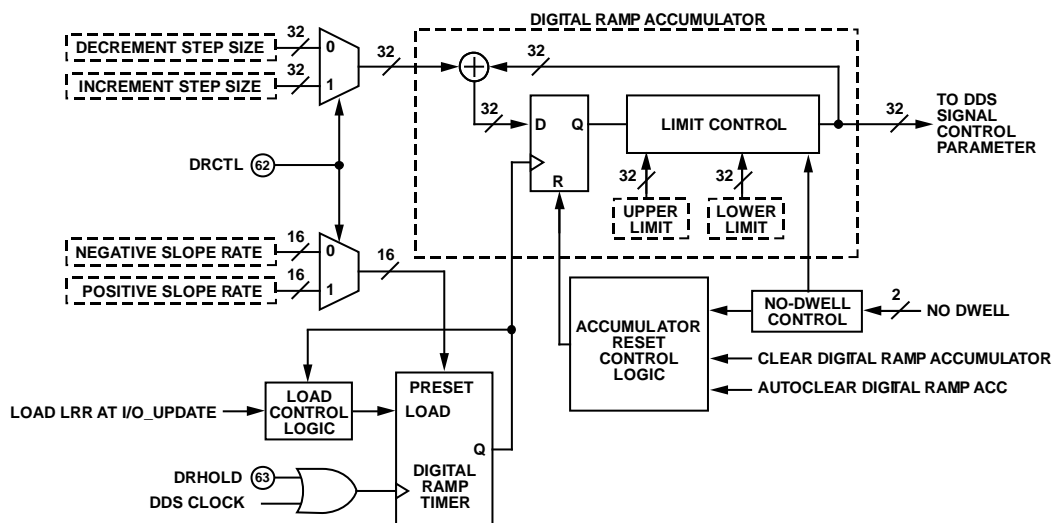 DIGITAL RAMP ACCUMULATOR
DECREMENT STEP SIZE
32
0
INCREMENT STEP SIZE
32
1
32
32
32
D
Q
R
LIMIT CONTROL
32
TO DDS
SIGNAL
CONTROL
PARAMETER
32
32
UPPER
LIMIT
LOWER
LIMIT
DRCTL
62
NEGATIVE SLOPE RATE
16
0
POSITIVE SLOPE RATE
16
1
16
ACCUMULATOR
RESET
CONTROL
LOGIC
NO-DWELL
CONTROL
2
NO DWELL
CLEAR DIGITAL RAMP ACCUMULATOR
AUTOCLEAR DIGITAL RAMP ACC
LOAD LRR AT I/O_UPDATE
LOAD
CONTROL
LOGIC
PRESET
LOAD
Q
DIGITAL
RAMP
TIMER
DRHOLD
63
DDS CLOCK